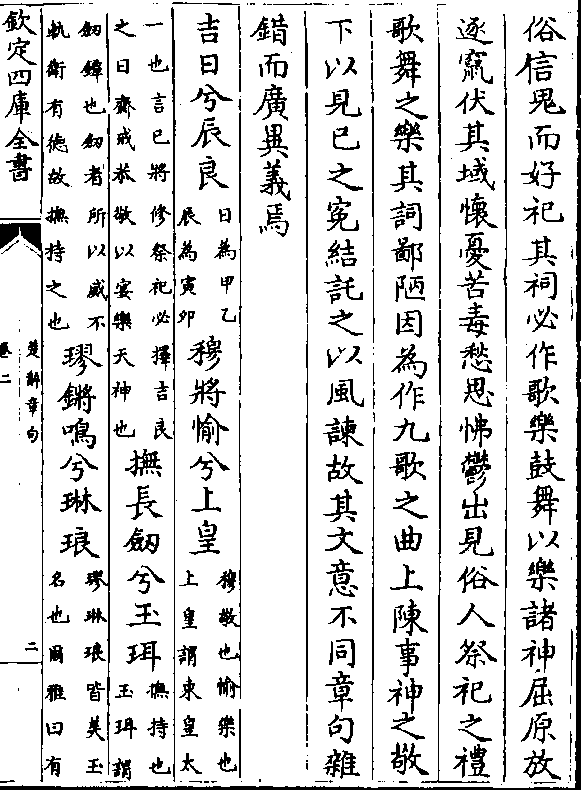 俗信鬼而好祀其祠必作歌樂鼓舞以樂諸神屈原放
逐竄伏其域懷憂苦毒愁思怫鬱出見俗人祭祀之禮
歌舞之樂其詞鄙陋因為作九歌之曲上陳事神之敬
下以見已之寃結託之以風諫故其文意不同章句雜
錯而廣異義焉
吉日兮辰良日為甲乙辰為寅卯穆將愉兮上皇穆敬也愉樂也上皇謂東皇太
一也言已將修祭祀必擇吉良之日齋戒恭敬以宴樂天神也撫長劒兮玉珥撫持也玉珥謂
劒鐔也劒者所以威不軌衛有徳故撫持之也璆鏘鳴兮琳琅璆琳琅皆美玉名也爾雅曰有
欽定四庫全書
楚辭章句
卷二
二